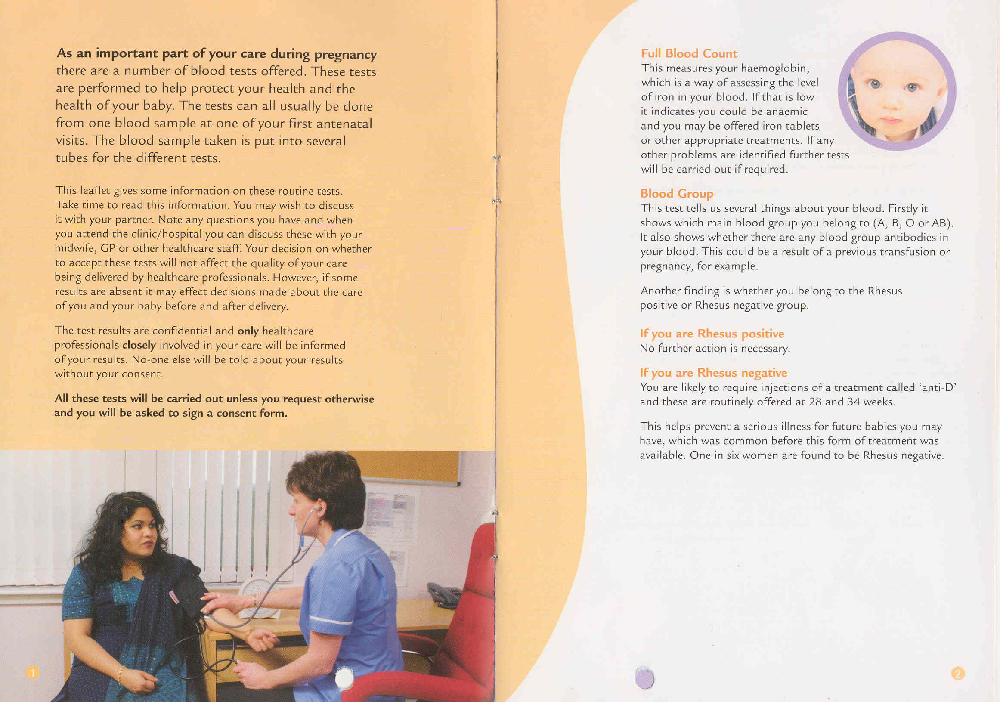 As an important part of your care during pregnancy
there are a number of blood tests offered. These tests
are performed to help protect your health and the
health of your baby. The tests can all usually be done
from one blood sample at one of your first antenatal
visits. The blood sample taken is put into several
tubes for the different tests.
This leaflet gives some information on these routine tests.
Take time to read this information. You may wish to discuss
it with your partner. Note any questions you have and when
you attend the clinic/hospital you can discuss these with your
midwife, GP or other healthcare staff. Your decision on whether
to accept these tests will not affect the quality of your care
being delivered by healthcare professionals. However, if some
results are absent it may effect decisions made about the care
of you and your baby before and after delivery.
The test results are confidential and only healthcare
professionals closely involved in your care will be informed
of your results. No-one else will be told about your results
without your consent.
All these tests will be carried out unless you request otherwise
and you will be asked to sign a consent form.
1
Full Blood Count
This measures your haemoglobin,
which is a way of assessing the level
of iron in your blood. If that is low
it indicates you could be anaemic
and you may be offered iron tablets
or other appropriate treatments. If any
other problems are identified further tests
will be carried out if required.
Blood Group
This test tells us several things about your blood. Firstly it
shows which main blood group you belong to (A, B, O or AB).
It also shows whether there are any blood group antibodies in
your blood. This could be a result of a previous transfusion or
pregnancy, for example.
Another finding is whether you belong to the Rhesus
positive or Rhesus negative group.
If you are Rhesus positive
No further action is necessary.
If you are Rhesus negative
You are likely to require injections of a treatment called ‘anti-D’
and these are routinely offered at 28 and 34 weeks.
This helps prevent a serious illness for future babies you may
have, which was common before this form of treatment was
available. One in six women are found to be Rhesus negative.
2